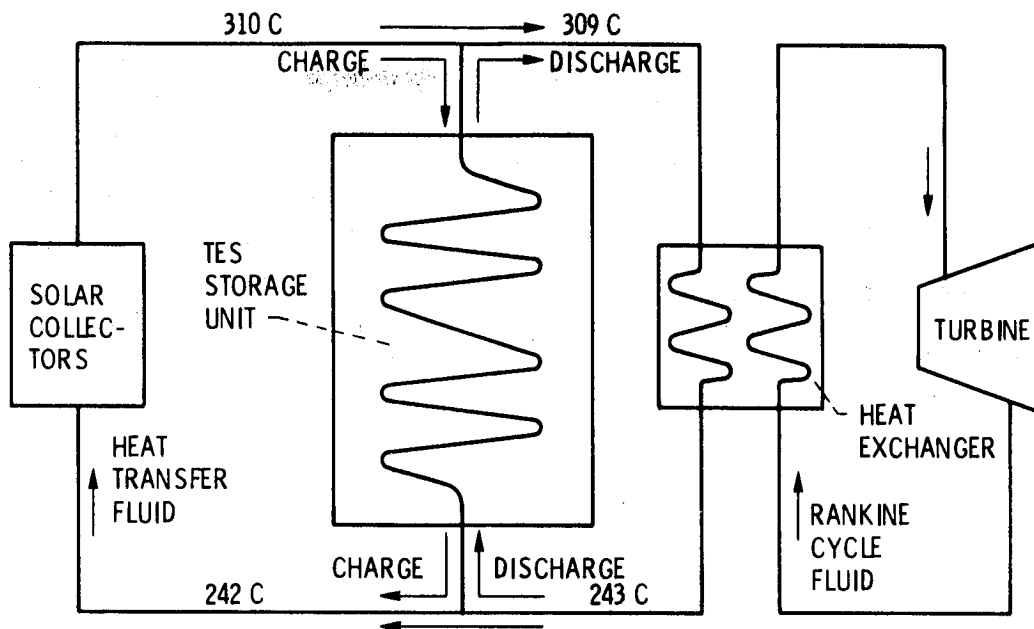 310 C
309 C
CHARGE
DISCHARGE
TES
STORAGE
UNIT
SOLAR
COLLEC-
TORS
TURBINE
HEAT
EXCHANGER
HEAT
TRANSFER
FLUID
RANKINE
CYCLE
FLUID
CHARGE
DISCHARGE
242 C
243 C